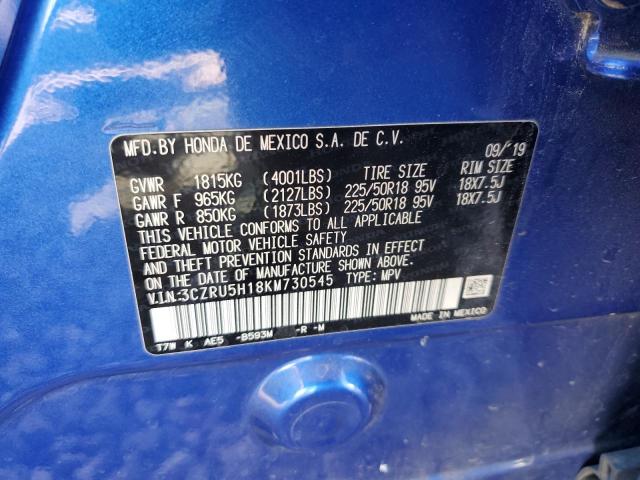 MFD.BY HONDA DE MEXICO S.A. DE C.V. 09/'19
GVWR 1815KG (4001LBS) TIRE SIZE RIM SIZE
GAWR F 965KG (2127LBS) 225/50R18 95V 18X7.5J
GAWR R 850KG (1873LBS) 225/50R18 95V 18X7.5J
THIS VEHICLE CONFORMS TO ALL APPLICABLE
FEDERAL MOTOR VEHICLE SAFETY
AND THEFT PREVENTION STANDARDS IN EFFECT
ON THE DATE OF MANUFACTURE SHOWN ABOVE.
V.I.N.:3CZRU5H18KM730545 TYPE: MPV
T7W K AE5 -B593M -R -M MADE IN MEXICO